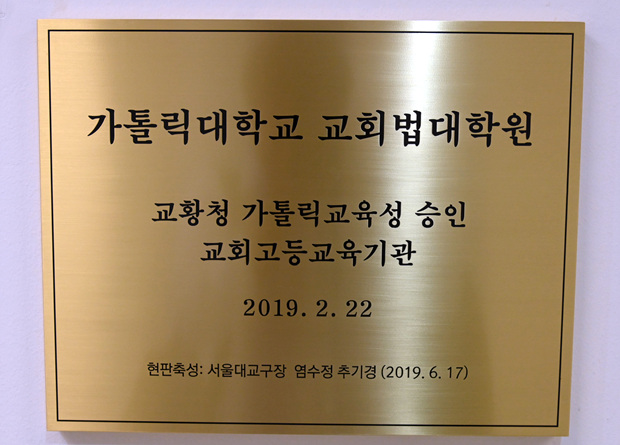 가톨릭대학교 교회법대학원
교황청 가톨릭교육성 승인
교회고등교육기관
2019. 2. 22
현판축성: 서울대교구장 염수정 추기경 (2019. 6. 17)